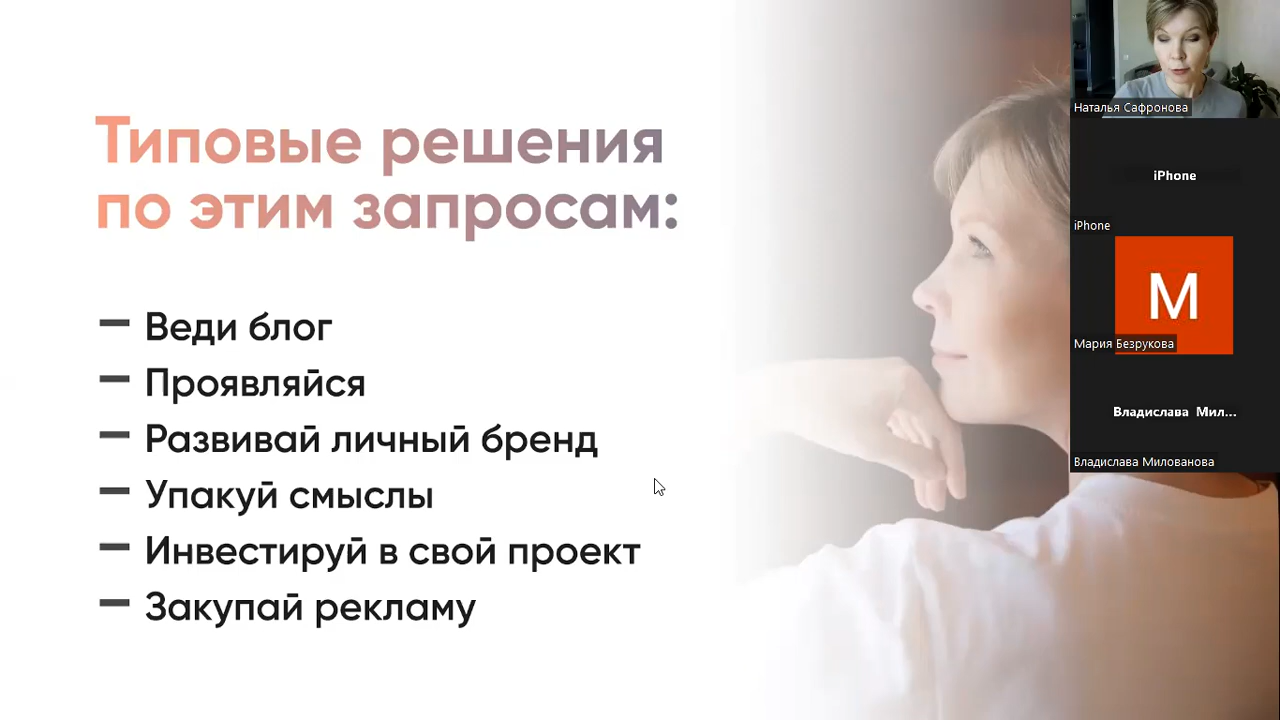 Типовые решения
по этим запросам:
— Веди блог
— Проявляйся
— Развивай личный бренд
— Упакуй смыслы
— Инвестируй в свой проект
— Закупай рекламу
Наталья Сафронова
iPhone
iPhone
М
Мария Безрукова
Владислава Мил...
Владислава Милованова